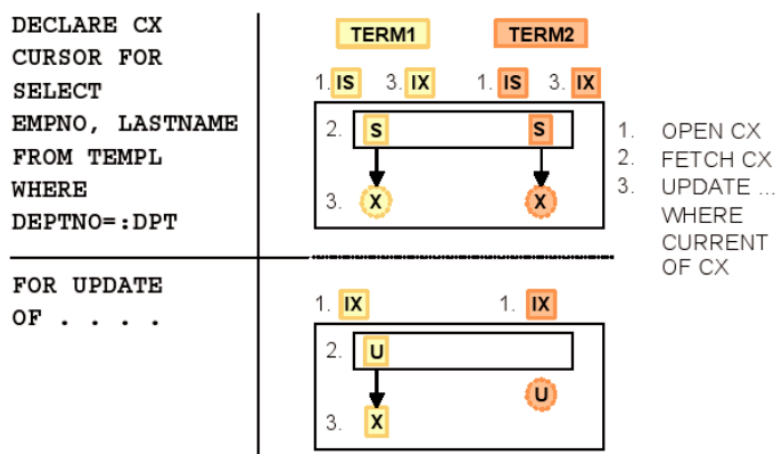 DECLARE CX
CURSOR FOR
SELECT
EMPNO, LASTNAME
FROM TEMPL
WHERE
DEPTNO=:DPT
FOR UPDATE
OF . . . .
TERM1 TERM2
1. IS 3. IX 1. IS 3. IX
2. S S
3. X X
1. IX 1. IX
2. U
U
3. X
1. OPEN CX
2. FETCH CX
3. UPDATE ...
WHERE
CURRENT
OF CX